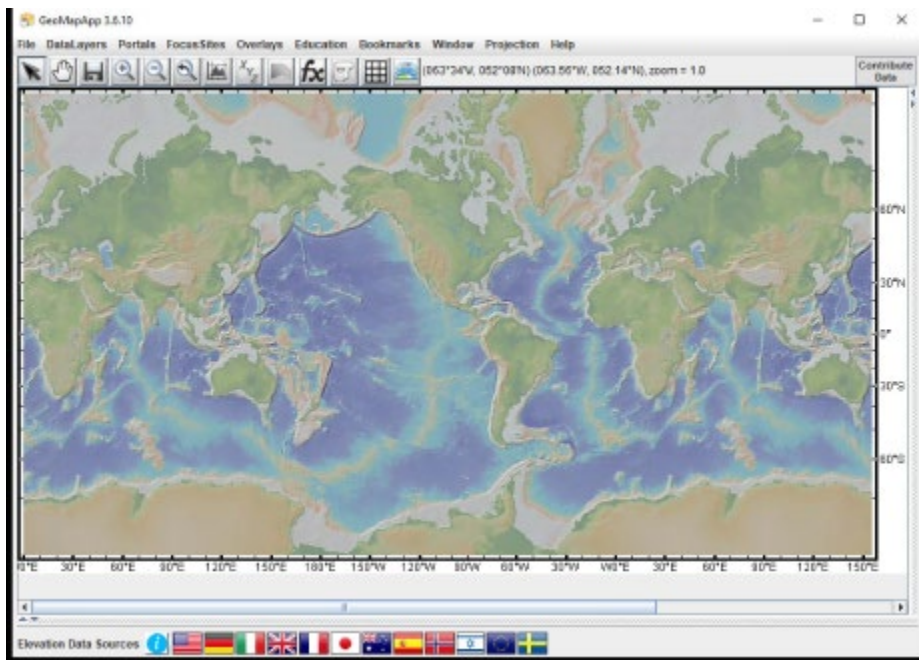 GeoMapApp 3.6.10
File DataLayers Portals FocusSites Overlays Education Bookmarks Window Projection Help
(063°34'W, 052°08'N) (063.56°W, 052.14°N), zoom = 1.0
Contribute
Data
60°N
30°N
0°
30°S
60°S
0°E 30°E 60°E 90°E 120°E 150°E 180°E 150°W 120°W 90°W 60°W 30°W 0°E 30°E 60°E 90°E 120°E 150°E
Elevation Data Sources